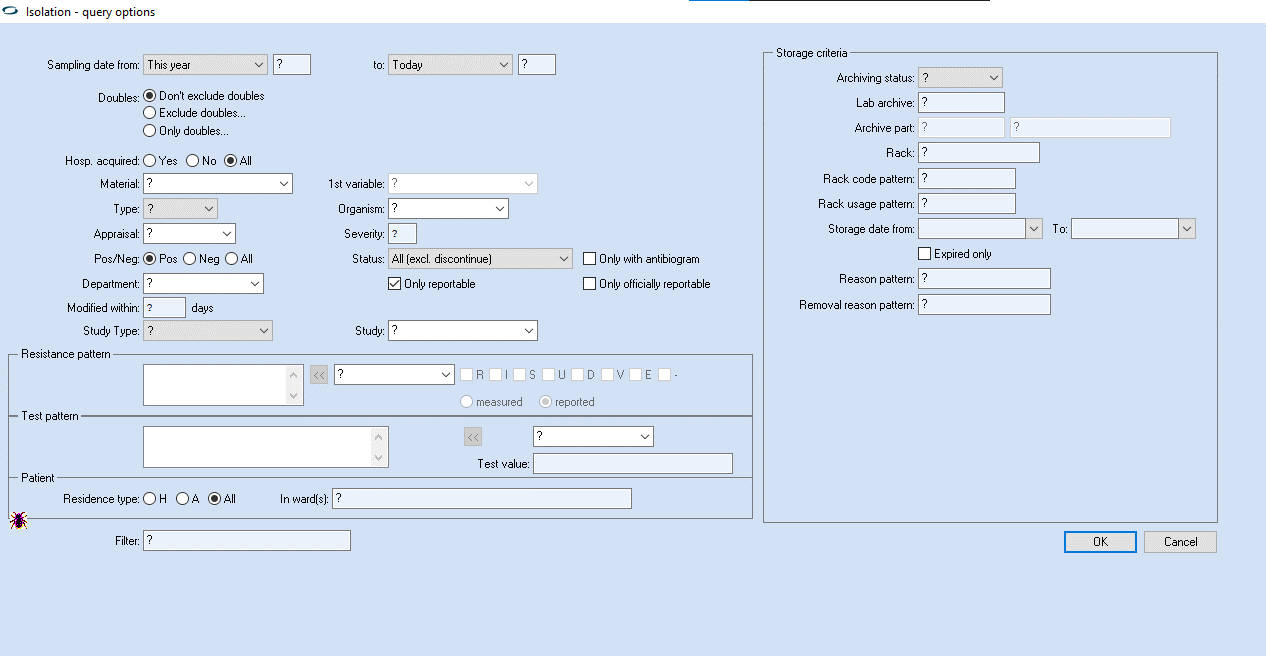 Isolation - query options
Sampling date from: This year ? to: Today ?
Doubles: Don't exclude doubles
Exclude doubles...
Only doubles...
Hosp. acquired: Yes No All
Material: ? 1st variable: ?
Type: ? Organism: ?
Appraisal: ? Severity: ?
Pos/Neg: Pos Neg All Status: All (excl. discontinue) Only with antibiogram
Department: ? Only reportable Only officially reportable
Modified within: ? days
Study Type: ? Study: ?
Resistance pattern
<< ? R I S U D V E -
measured reported
Test pattern
<< ?
Test value:
Patient
Residence type: H A All In ward(s): ?
Filter: ?
Storage criteria
Archiving status: ?
Lab archive: ?
Archive part: ? ?
Rack: ?
Rack code pattern: ?
Rack usage pattern: ?
Storage date from: To:
Expired only
Reason pattern: ?
Removal reason pattern: ?
OK Cancel